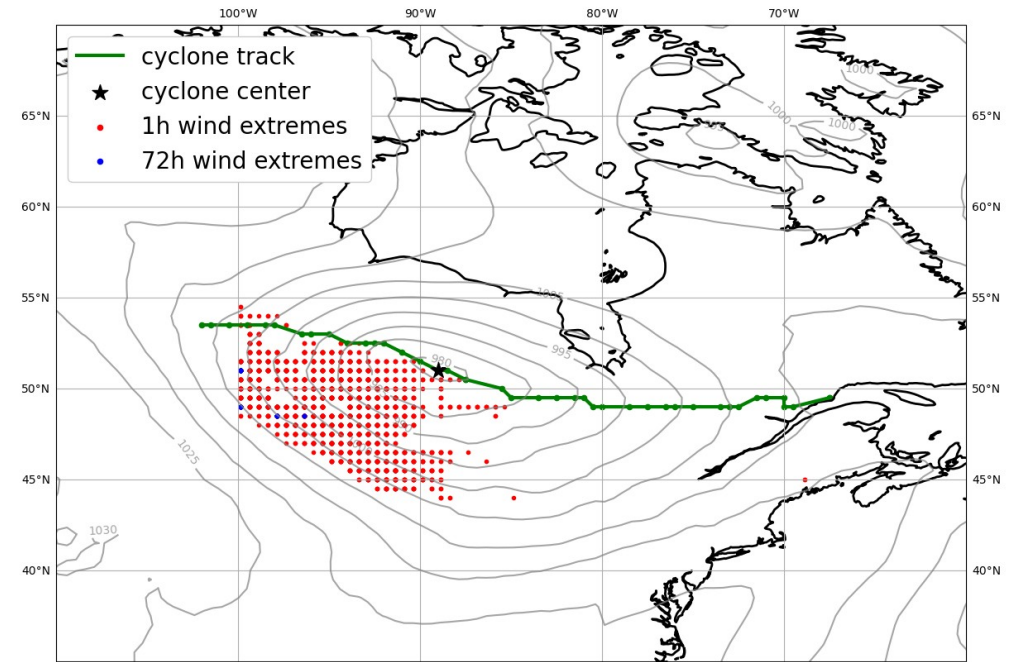 100°W 90°W 80°W 70°W
cyclone track
cyclone center
1h wind extremes
72h wind extremes
1000
1000
1000
65°N 65°N
60°N 60°N
55°N 55°N
1005
995
980
50°N 50°N
1025
45°N 45°N
1030
40°N 40°N